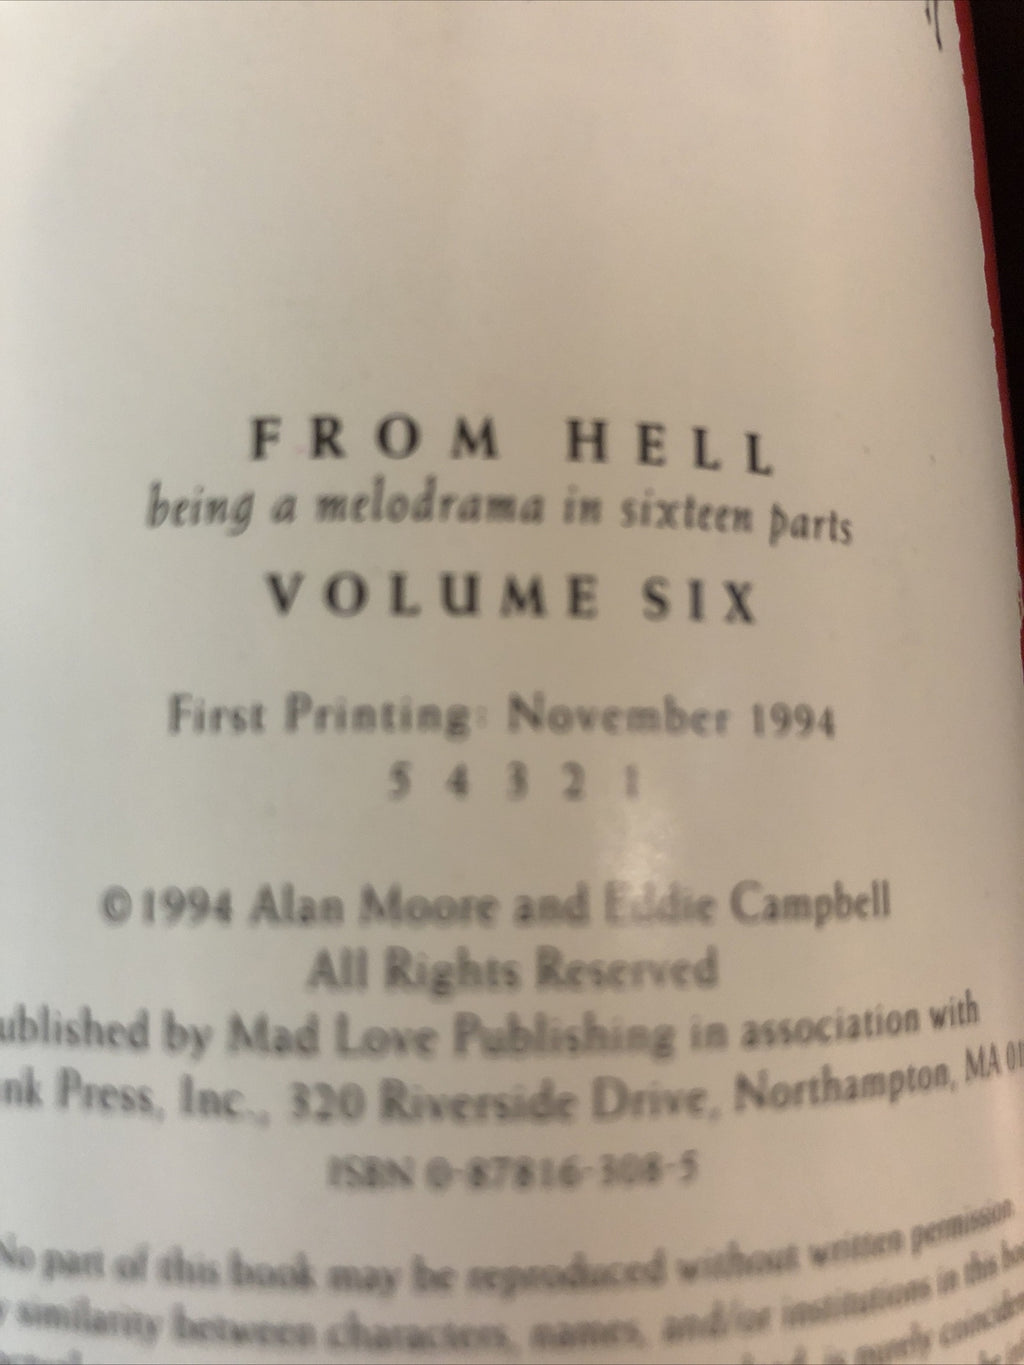 FROM HELL
being a melodrama in sixteen parts
VOLUME SIX
First Printing: November 1994
5 4 3 2 1
©1994 Alan Moore and Eddie Campbell
All Rights Reserved
ublished by Mad Love Publishing in association with
nk Press, Inc., 320 Riverside Drive, Northampton, MA 01
ISBN 0-87816-308-5
No part of this book may be reproduced without written permission
similarity between characters, names, and/or institutions in this
is purely